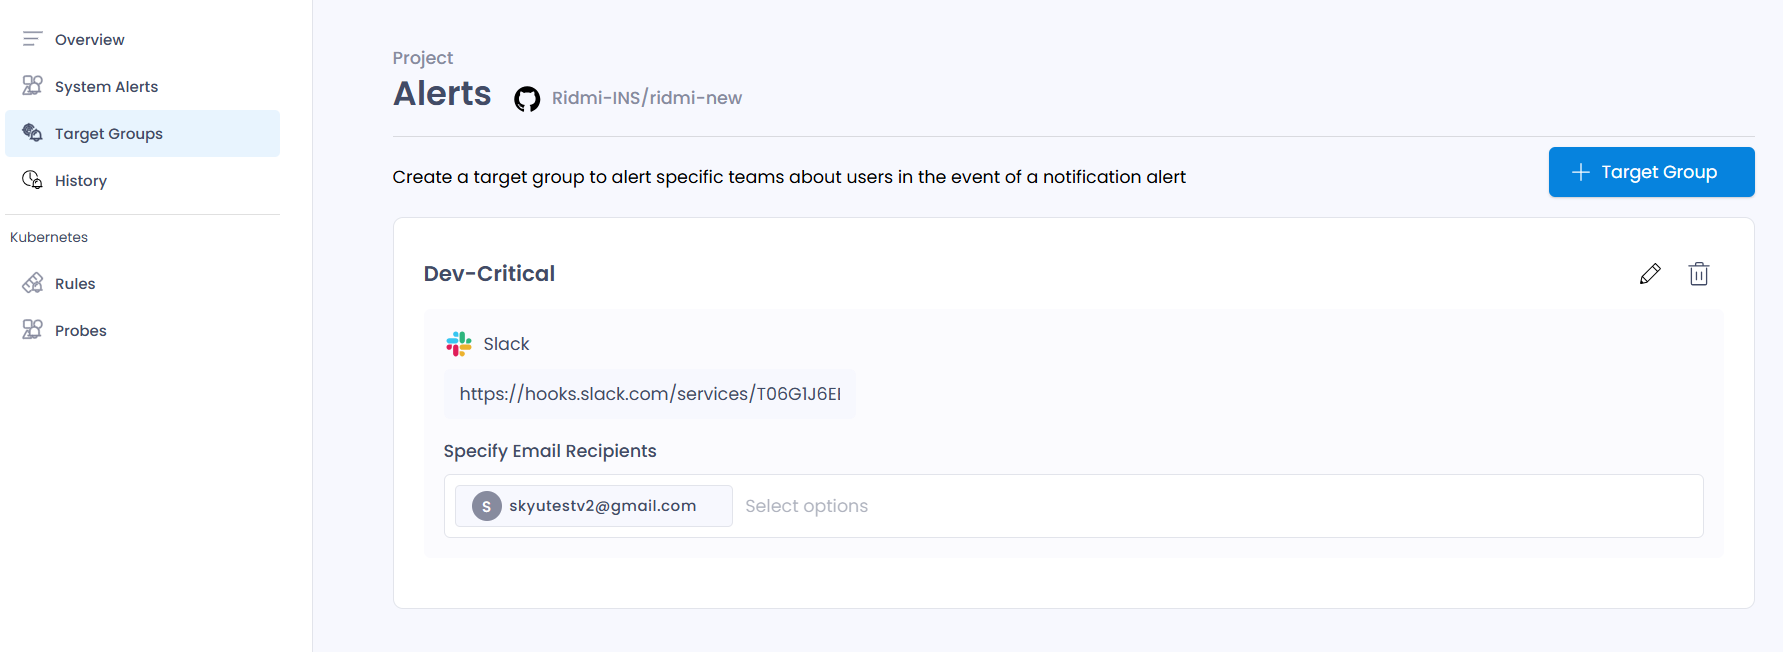 Overview
System Alerts
Target Groups
History
Kubernetes
Rules
Probes
Project
Alerts
Ridmi-INS/ridmi-new
Create a target group to alert specific teams about users in the event of a notification alert
Target Group
Dev-Critical
Slack
https://hooks.slack.com/services/T06G1J6EI
Specify Email Recipients
S skyutestv2@gmail.com Select options